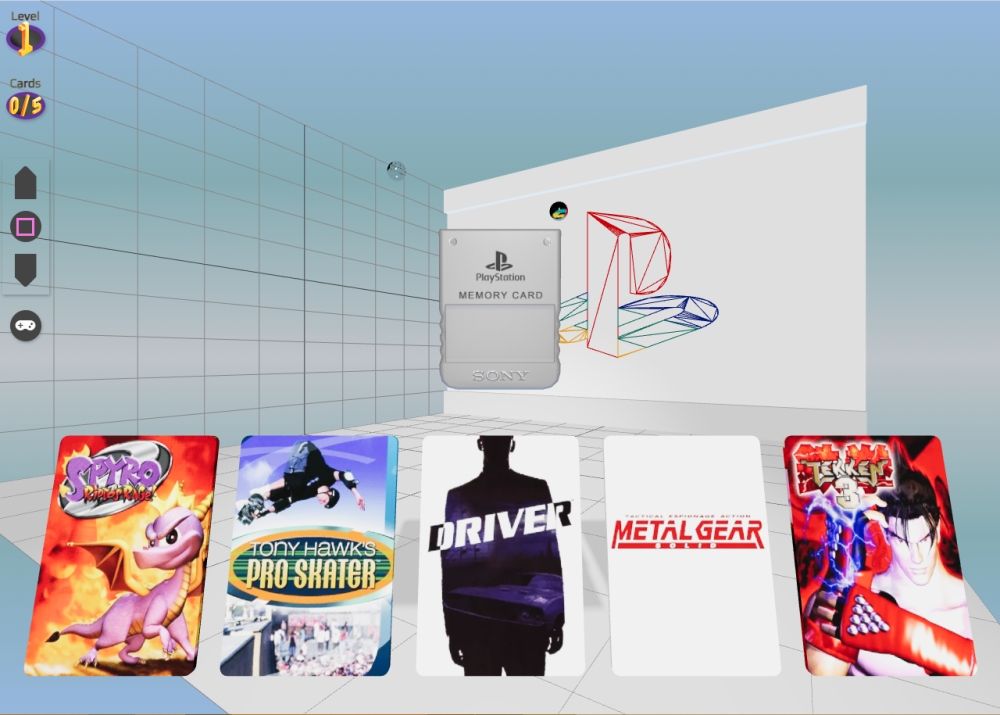 Level
1
Cards
0/5
PlayStation
MEMORY CARD
SONY
SPYRO
Ripto's Rage!
TONY HAWK'S
PRO SKATER
DRIVER
TACTICAL ESPIONAGE ACTION
METAL GEAR
SOLID
TEKKEN
3